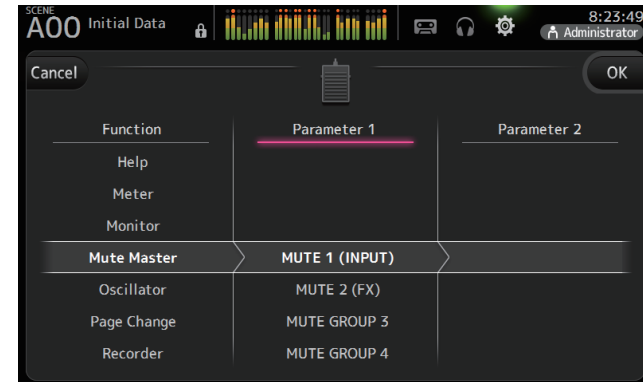 SCENE
A00 Initial Data
8:23:49
Administrator
Cancel
OK
Function Parameter 1 Parameter 2
Help
Meter
Monitor
Mute Master MUTE 1 (INPUT)
Oscillator MUTE 2 (FX)
Page Change MUTE GROUP 3
Recorder MUTE GROUP 4